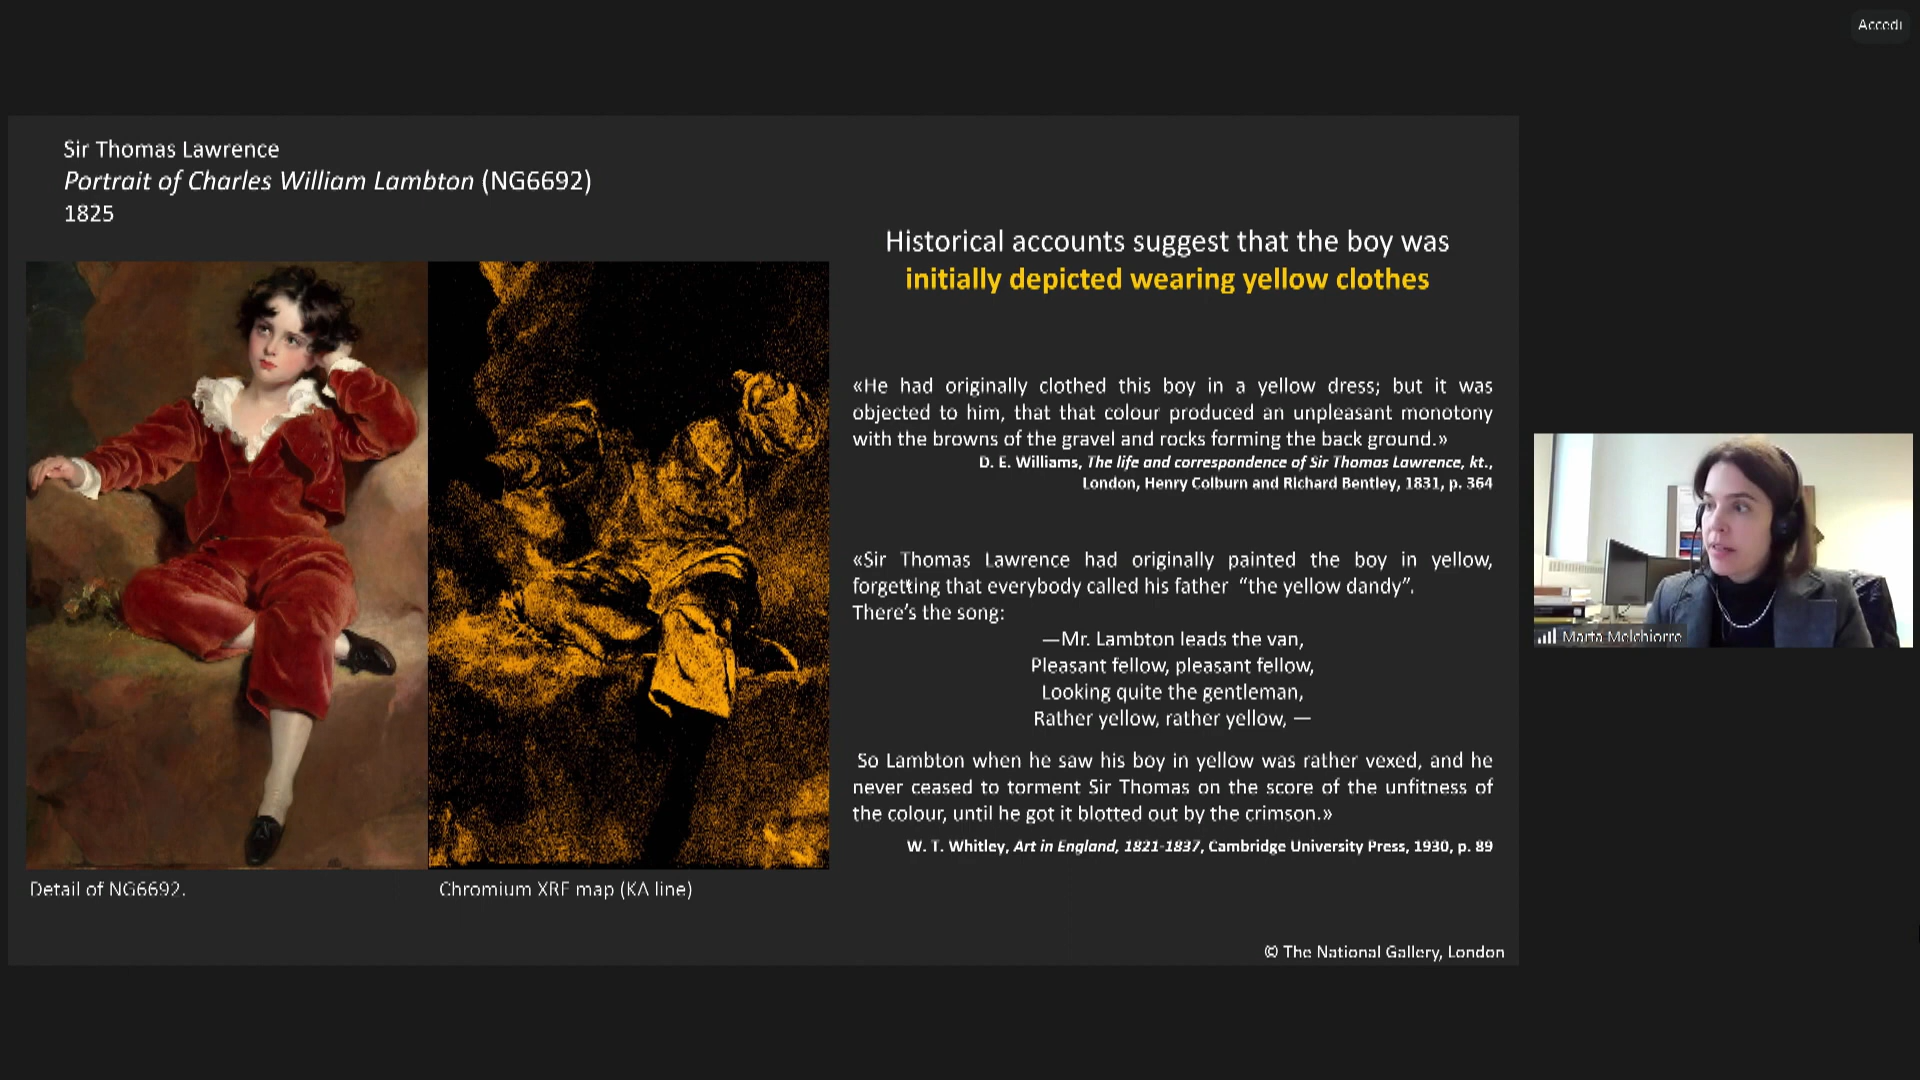 Accedi
Sir Thomas Lawrence
Portrait of Charles William Lambton (NG6692)
1825
Historical accounts suggest that the boy was
initially depicted wearing yellow clothes
«He had originally clothed this boy in a yellow dress; but it was
objected to him, that that colour produced an unpleasant monotony
with the browns of the gravel and rocks forming the back ground.»
D. E. Williams, The life and correspondence of Sir Thomas Lawrence, kt.,
London, Henry Colburn and Richard Bentley, 1831, p. 364
«Sir Thomas Lawrence had originally painted the boy in yellow,
forgetting that everybody called his father “the yellow dandy”.
There’s the song:
—Mr. Lambton leads the van,
Pleasant fellow, pleasant fellow,
Looking quite the gentleman,
Rather yellow, rather yellow, —
So Lambton when he saw his boy in yellow was rather vexed, and he
never ceased to torment Sir Thomas on the score of the unfitness of
the colour, until he got it blotted out by the crimson.»
W. T. Whitley, Art in England, 1821-1837, Cambridge University Press, 1930, p. 89
Detail of NG6692.
Chromium XRF map (KA line)
© The National Gallery, London
Marta Melchiorre